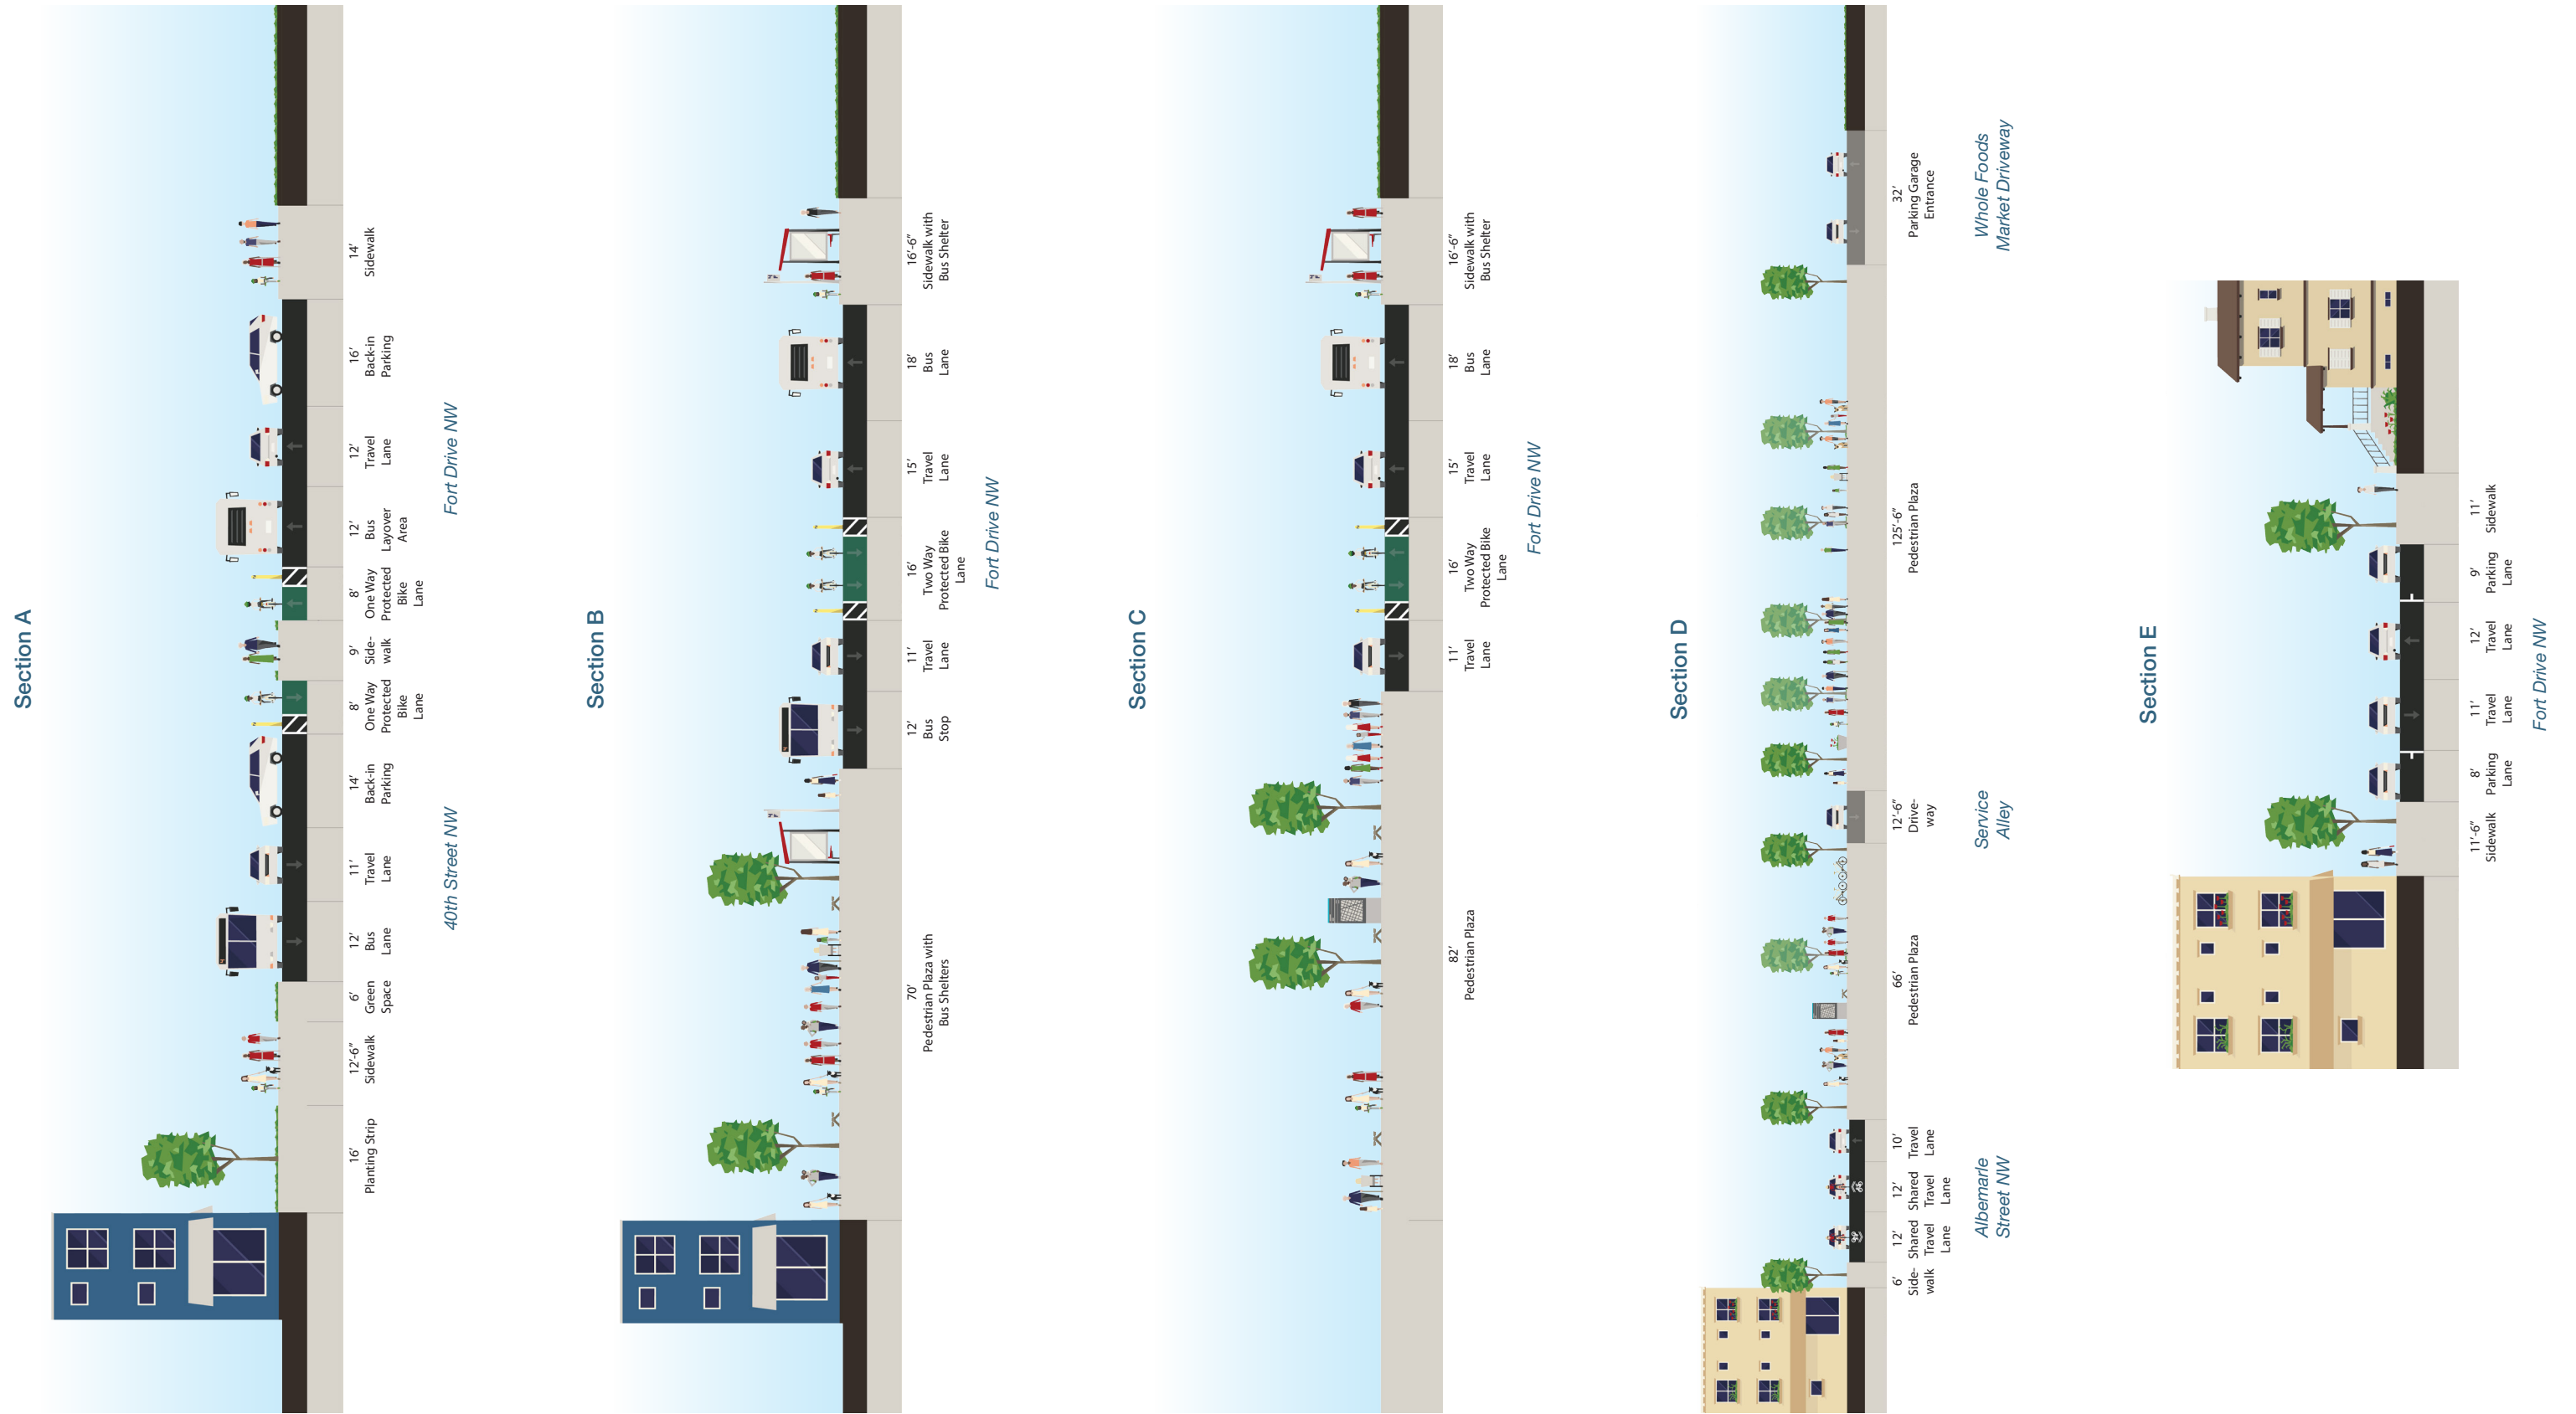 Section A
16'
Planting Strip
12'-6"
Sidewalk
6'
Green
Space
12'
Bus
Lane
11'
Travel
Lane
14'
Back-in
Parking
8'
One Way
Protected
Bike
Lane
9'
Side-
walk
8'
One Way
Protected
Bike
Lane
12'
Bus
Layover
Area
12'
Travel
Lane
16'
Back-in
Parking
14'
Sidewalk
40th Street NW
Fort Drive NW
Section B
70'
Pedestrian Plaza with
Bus Shelters
12'
Bus
Stop
11'
Travel
Lane
16'
Two Way
Protected Bike
Lane
15'
Travel
Lane
18'
Bus
Lane
16'-6"
Sidewalk with
Bus Shelter
Fort Drive NW
Section C
82'
Pedestrian Plaza
11'
Travel
Lane
16'
Two Way
Protected Bike
Lane
15'
Travel
Lane
18'
Bus
Lane
16'-6"
Sidewalk with
Bus Shelter
Fort Drive NW
Section D
6'
Side-
walk
12'
Shared
Travel
Lane
12'
Shared
Travel
Lane
10'
Travel
Lane
66'
Pedestrian Plaza
12'-6"
Drive-
way
125'-6"
Pedestrian Plaza
32'
Parking Garage
Entrance
Albemarle
Street NW
Service
Alley
Whole Foods
Market Driveway
Section E
11'-6"
Sidewalk
8'
Parking
Lane
11'
Travel
Lane
12'
Travel
Lane
9'
Parking
Lane
11'
Sidewalk
Fort Drive NW